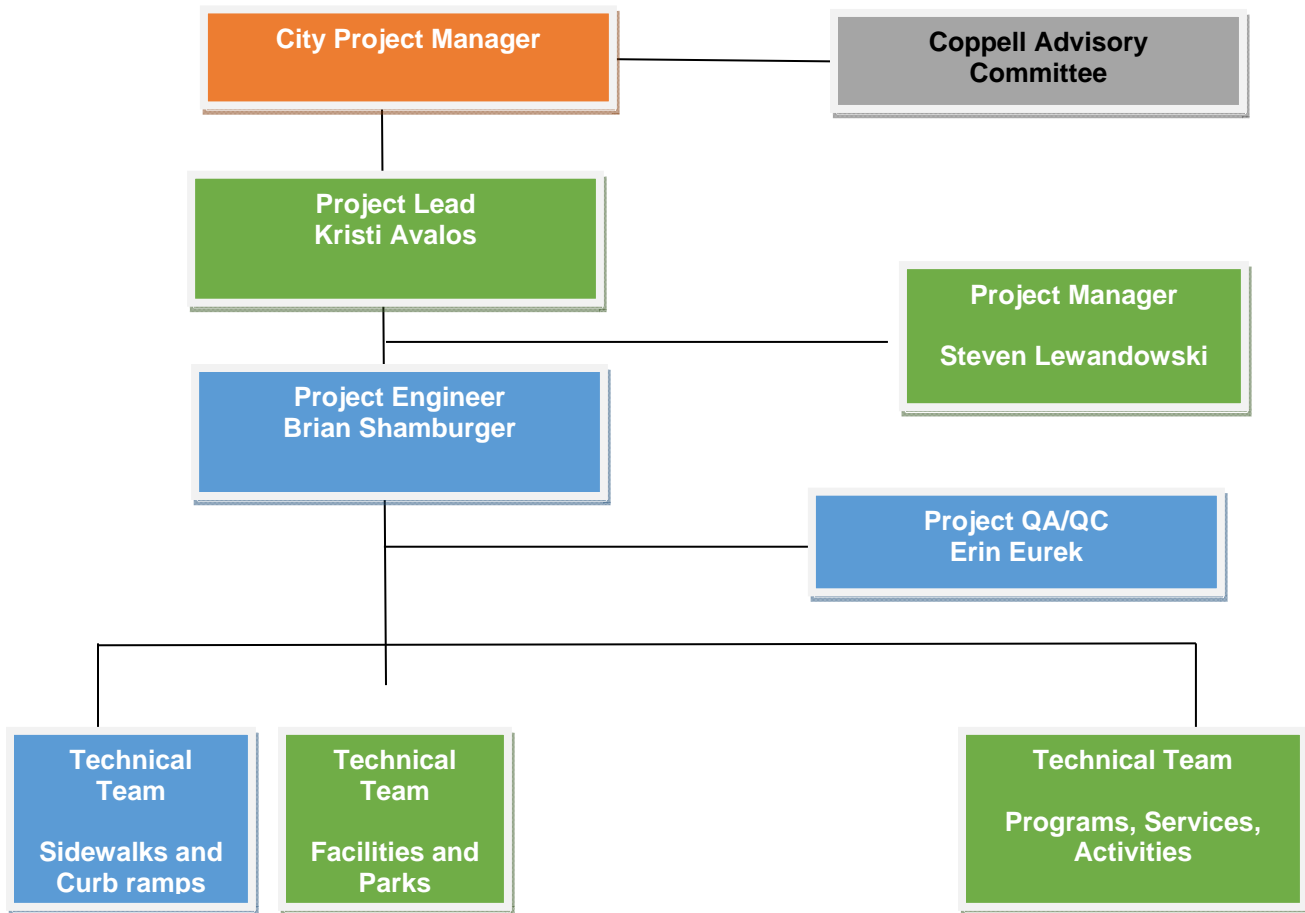 City Project Manager
Coppell Advisory
Committee
Project Lead
Kristi Avalos
Project Manager
Steven Lewandowski
Project Engineer
Brian Shamburger
Project QA/QC
Erin Eurek
Technical
Team
Sidewalks and
Curb ramps
Technical
Team
Facilities and
Parks
Technical Team
Programs, Services,
Activities